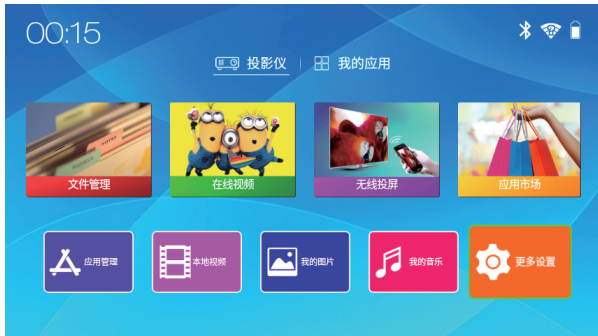 00:15
投影仪
我的应用
文件管理
在线视频
无线投屏
应用市场
应用管理
本地视频
我的图片
我的音乐
更多设置